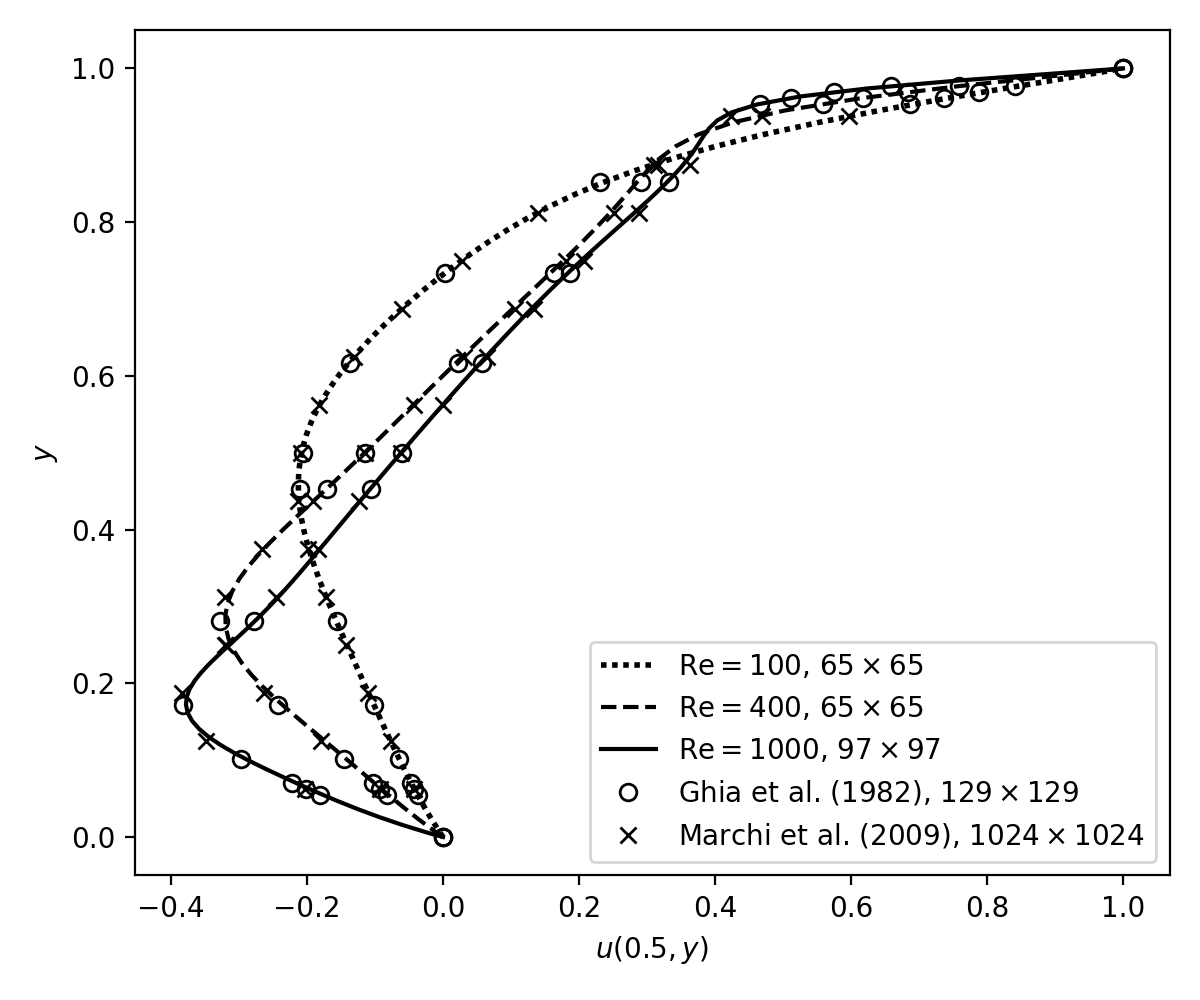 1.0
0.8
0.6
0.4
0.2
0.0
y
−0.4 −0.2 0.0 0.2 0.4 0.6 0.8 1.0
u(0.5, y)
Re = 100, 65 × 65
Re = 400, 65 × 65
Re = 1000, 97 × 97
Ghia et al. (1982), 129 × 129
Marchi et al. (2009), 1024 × 1024